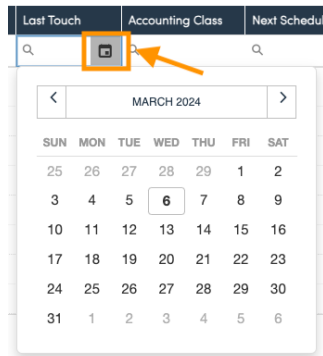 Last Touch Accounting Class Next Schedul
MARCH 2024
SUN MON TUE WED THU FRI SAT
25 26 27 28 29 1 2
3 4 5 6 7 8 9
10 11 12 13 14 15 16
17 18 19 20 21 22 23
24 25 26 27 28 29 30
31 1 2 3 4 5 6